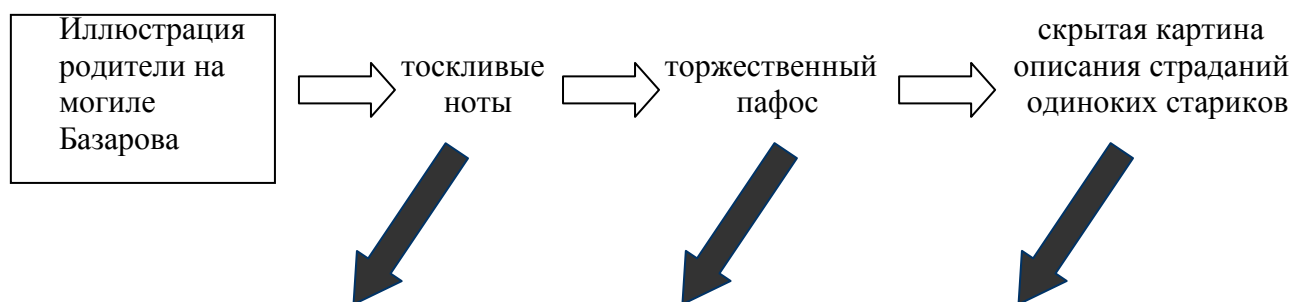 Иллюстрация
родители на
могиле
Базарова
тоскливые
ноты
торжественный
пафос
скрытая картина
описания страданий
одиноких стариков